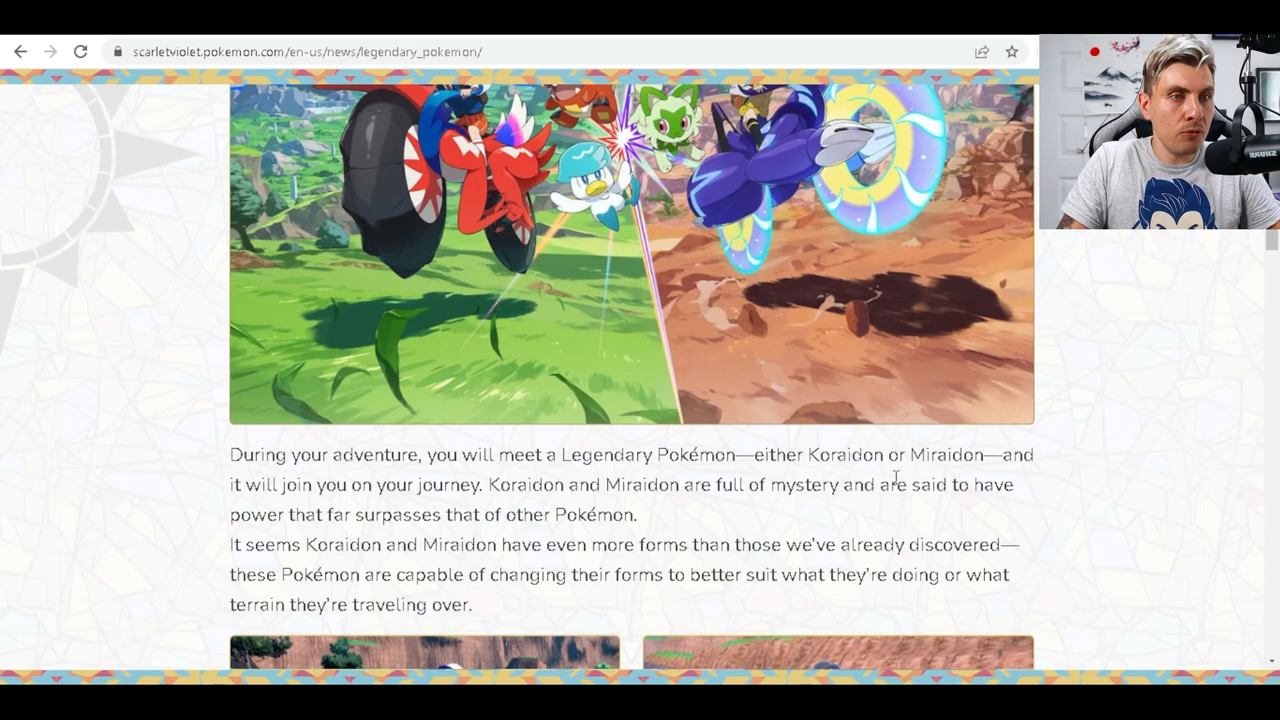 scarletviolet.pokemon.com/en-us/news/legendary_pokemon/
During your adventure, you will meet a Legendary Pokémon—either Koraidon or Miraidon—and
it will join you on your journey. Koraidon and Miraidon are full of mystery and are said to have
power that far surpasses that of other Pokémon.
It seems Koraidon and Miraidon have even more forms than those we’ve already discovered—
these Pokémon are capable of changing their forms to better suit what they’re doing or what
terrain they’re traveling over.
SHURE